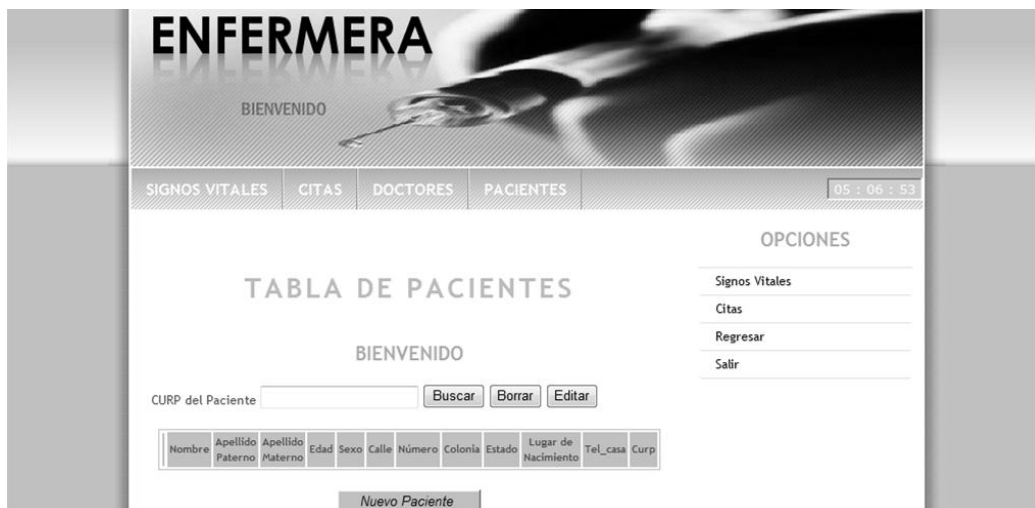 ENFERMERA
BIENVENIDO
SIGNOS VITALES CITAS DOCTORES PACIENTES 05 : 06 : 53
OPCIONES
Signos Vitales
Citas
Regresar
Salir
TABLA DE PACIENTES
BIENVENIDO
CURP del Paciente Buscar Borrar Editar
Nombre Apellido Paterno Apellido Materno Edad Sexo Calle Número Colonia Estado Lugar de Nacimiento Tel_casa Curp
Nuevo Paciente